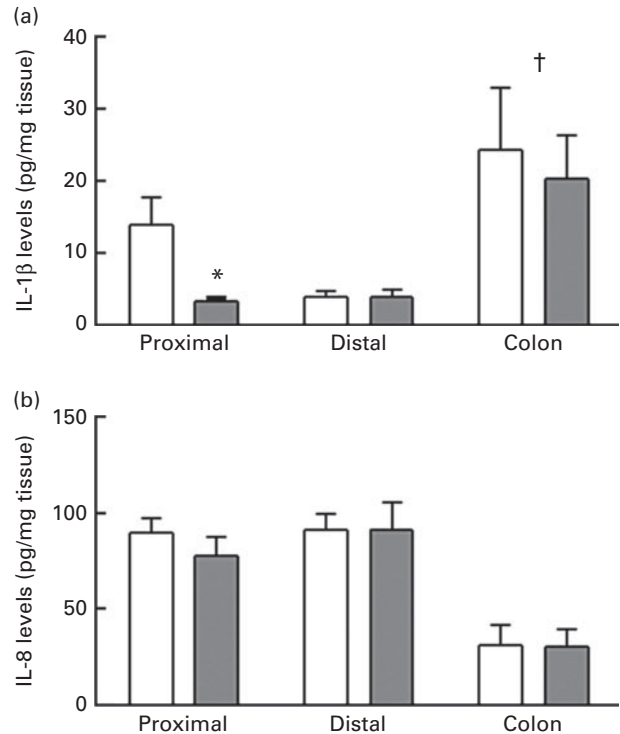 (a)
IL-1β levels (pg/mg tissue)
40
30
20
10
0
*
†
Proximal Distal Colon
(b)
IL-8 levels (pg/mg tissue)
150
100
50
0
Proximal Distal Colon